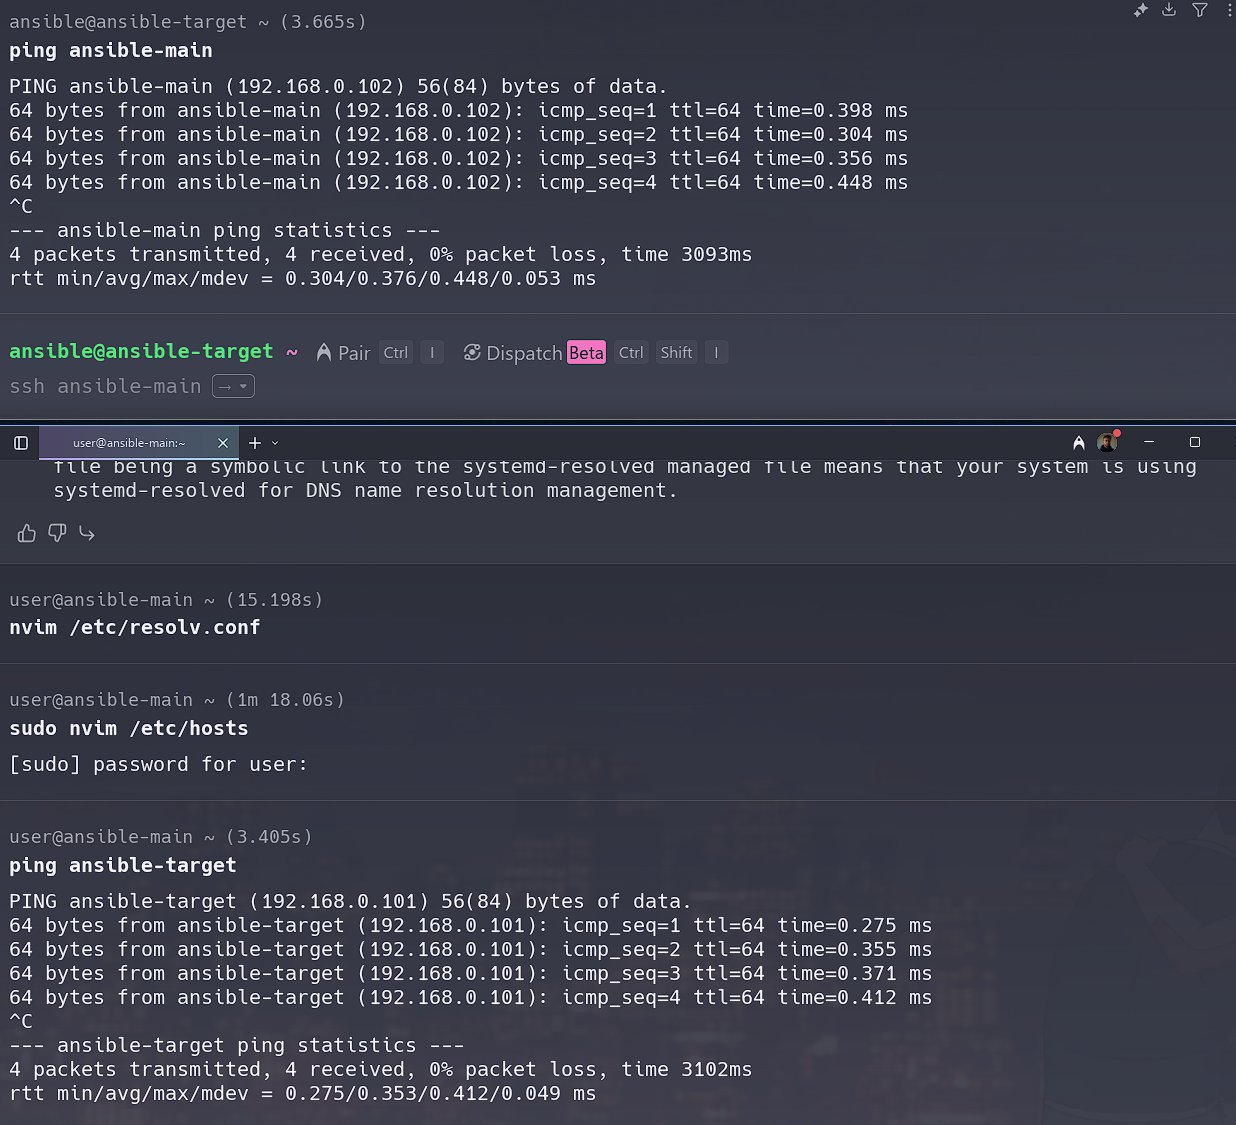 ansible@ansible-target ~ (3.665s)
ping ansible-main
PING ansible-main (192.168.0.102) 56(84) bytes of data.
64 bytes from ansible-main (192.168.0.102): icmp_seq=1 ttl=64 time=0.398 ms
64 bytes from ansible-main (192.168.0.102): icmp_seq=2 ttl=64 time=0.304 ms
64 bytes from ansible-main (192.168.0.102): icmp_seq=3 ttl=64 time=0.356 ms
64 bytes from ansible-main (192.168.0.102): icmp_seq=4 ttl=64 time=0.448 ms
^C
--- ansible-main ping statistics ---
4 packets transmitted, 4 received, 0% packet loss, time 3093ms
rtt min/avg/max/mdev = 0.304/0.376/0.448/0.053 ms
ansible@ansible-target ~ Pair Ctrl I Dispatch Beta Ctrl Shift I
ssh ansible-main →
user@ansible-main:~
file being a symbolic link to the systemd-resolved managed file means that your system is using
systemd-resolved for DNS name resolution management.
user@ansible-main ~ (15.198s)
nvim /etc/resolv.conf
user@ansible-main ~ (1m 18.06s)
sudo nvim /etc/hosts
[sudo] password for user:
user@ansible-main ~ (3.405s)
ping ansible-target
PING ansible-target (192.168.0.101) 56(84) bytes of data.
64 bytes from ansible-target (192.168.0.101): icmp_seq=1 ttl=64 time=0.275 ms
64 bytes from ansible-target (192.168.0.101): icmp_seq=2 ttl=64 time=0.355 ms
64 bytes from ansible-target (192.168.0.101): icmp_seq=3 ttl=64 time=0.371 ms
64 bytes from ansible-target (192.168.0.101): icmp_seq=4 ttl=64 time=0.412 ms
^C
--- ansible-target ping statistics ---
4 packets transmitted, 4 received, 0% packet loss, time 3102ms
rtt min/avg/max/mdev = 0.275/0.353/0.412/0.049 ms